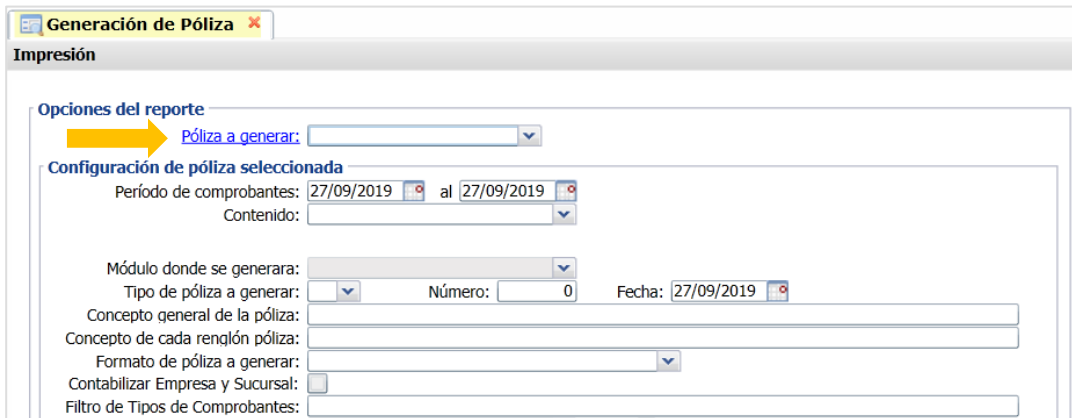 Generación de Póliza
Impresión
Opciones del reporte
Póliza a generar:
Configuración de póliza seleccionada
Período de comprobantes: 27/09/2019 al 27/09/2019
Contenido:
Módulo donde se generara:
Tipo de póliza a generar: Número: 0 Fecha: 27/09/2019
Concepto general de la póliza:
Concepto de cada renglón póliza:
Formato de póliza a generar:
Contabilizar Empresa y Sucursal:
Filtro de Tipos de Comprobantes: